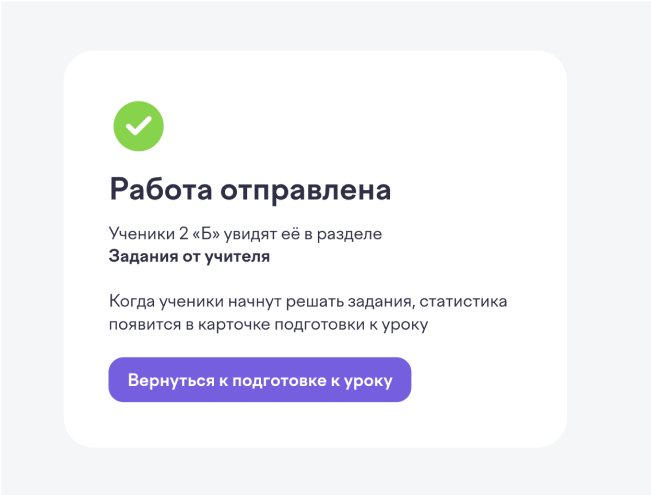 Работа отправлена
Ученики 2 «Б» увидят её в разделе
Задания от учителя
Когда ученики начнут решать задания, статистика
появится в карточке подготовки к уроку
Вернуться к подготовке к уроку